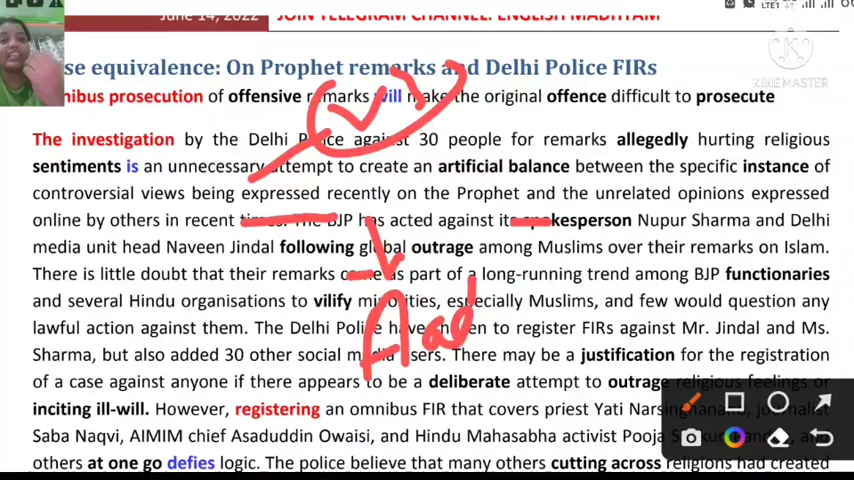 June 14, 2022 JOIN TELEGRAM CHANNEL: ENGLISH MADHYAM
LTE1
KINEMASTER
se equivalence: On Prophet remarks and Delhi Police FIRs
nibus prosecution of offensive remarks will make the original offence difficult to prosecute
The investigation by the Delhi Police against 30 people for remarks allegedly hurting religious
sentiments is an unnecessary attempt to create an artificial balance between the specific instance of
controversial views being expressed recently on the Prophet and the unrelated opinions expressed
online by others in recent times. The BJP has acted against its spokesperson Nupur Sharma and Delhi
media unit head Naveen Jindal following global outrage among Muslims over their remarks on Islam.
There is little doubt that their remarks come as part of a long-running trend among BJP functionaries
and several Hindu organisations to vilify minorities, especially Muslims, and few would question any
lawful action against them. The Delhi Police have chosen to register FIRs against Mr. Jindal and Ms.
Sharma, but also added 30 other social media users. There may be a justification for the registration
of a case against anyone if there appears to be a deliberate attempt to outrage religious feelings or
inciting ill-will. However, registering an omnibus FIR that covers priest Yati Narsinghanand, journalist
Saba Naqvi, AIMIM chief Asaduddin Owaisi, and Hindu Mahasabha activist Pooja
others at one go defies logic. The police believe that many others cutting across religions had created
(V)
Aad